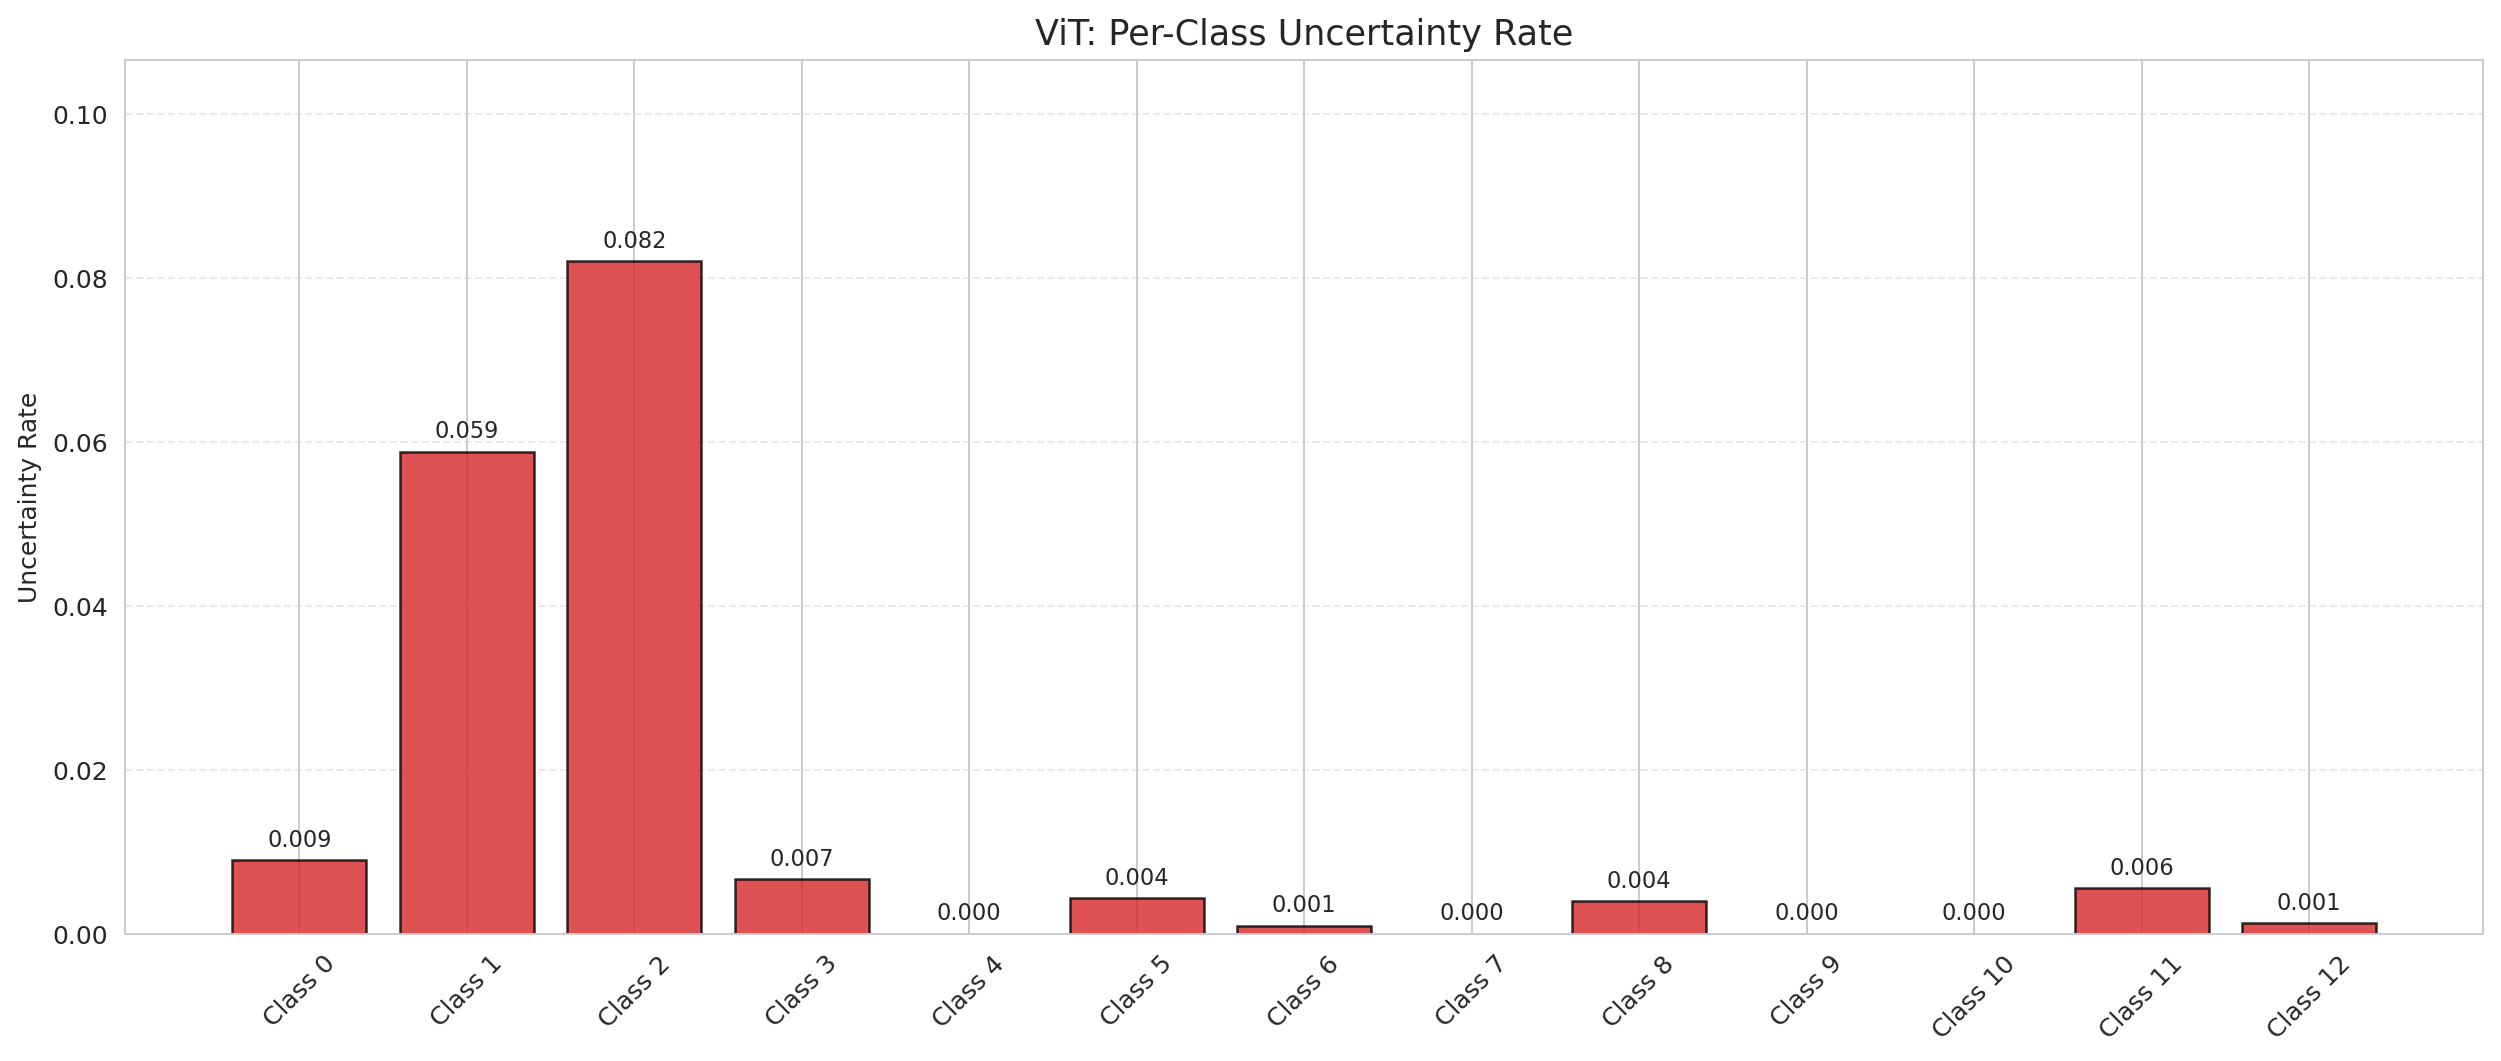 ViT: Per-Class Uncertainty Rate
Uncertainty Rate
0.10
0.08
0.06
0.04
0.02
0.00
0.009
0.059
0.082
0.007
0.000
0.004
0.001
0.000
0.004
0.000
0.000
0.006
0.001
Class 0
Class 1
Class 2
Class 3
Class 4
Class 5
Class 6
Class 7
Class 8
Class 9
Class 10
Class 11
Class 12